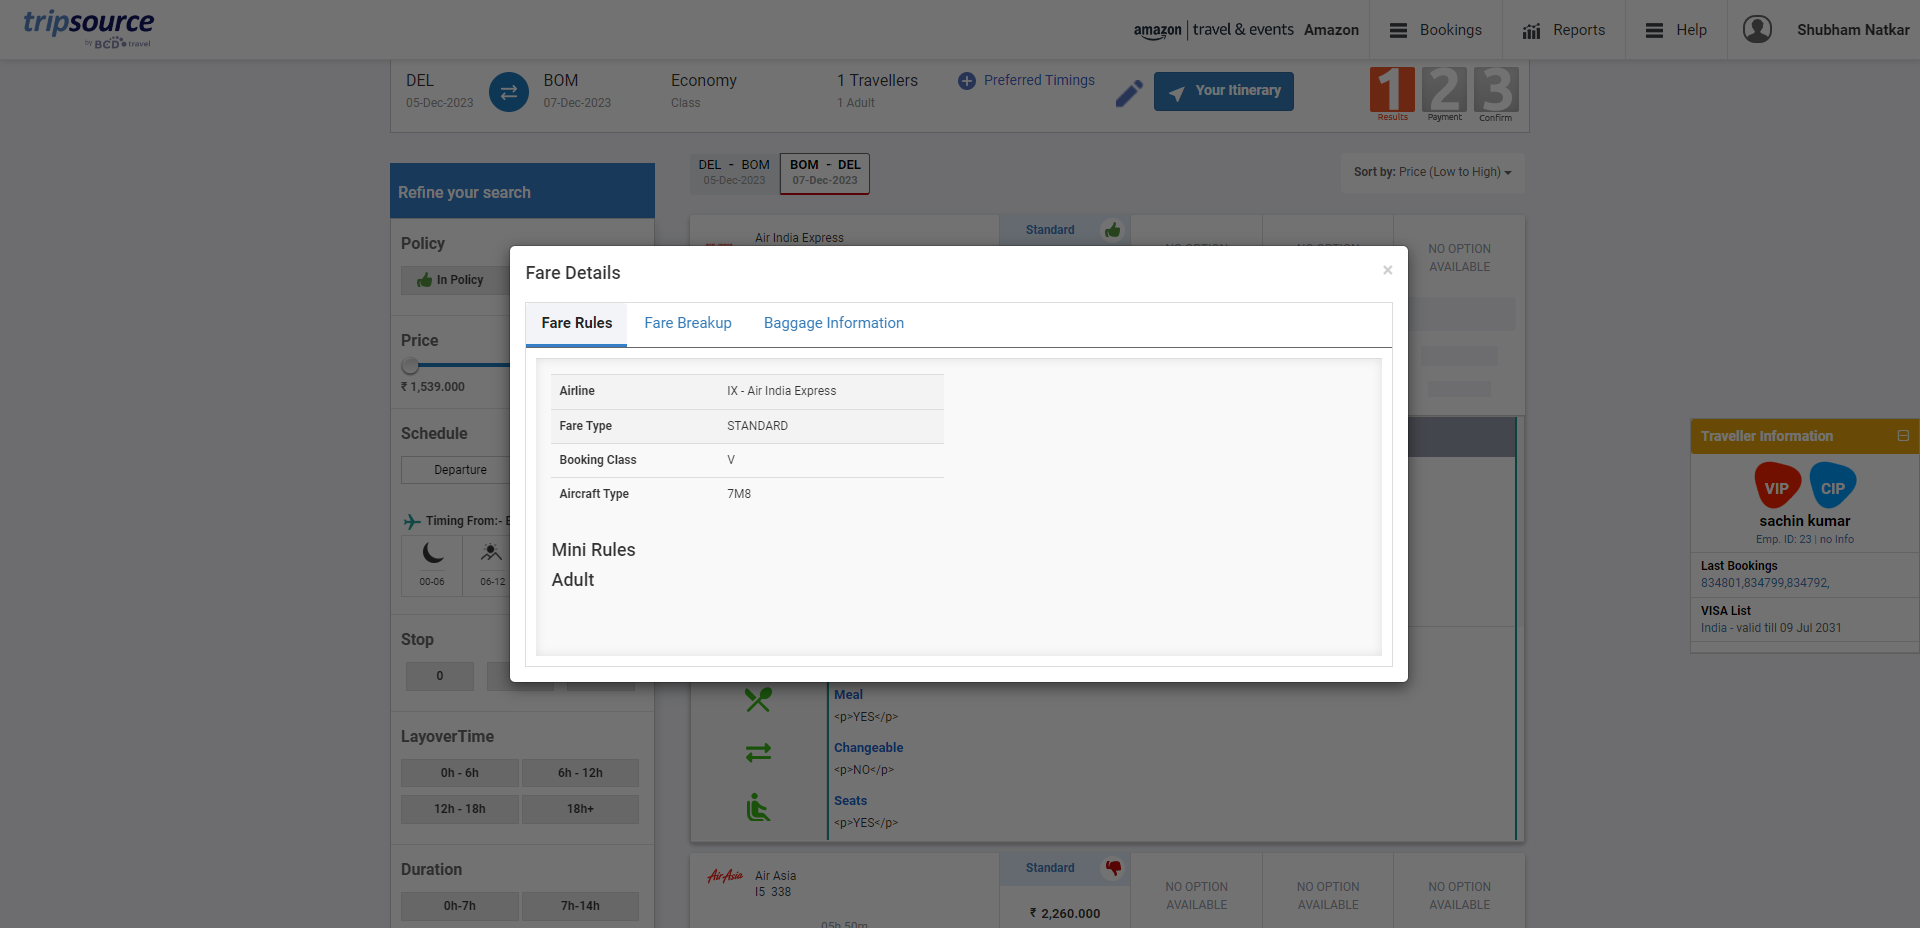 tripsource
by BCD travel
amazon | travel & events Amazon
Bookings
Reports
Help
Shubham Natkar
DEL
05-Dec-2023
BOM
07-Dec-2023
Economy
Class
1 Travellers
1 Adult
Preferred Timings
Your Itinerary
1 2 3
Results Payment Confirm
Refine your search
DEL - BOM
05-Dec-2023
BOM - DEL
07-Dec-2023
Sort by: Price (Low to High)
Policy
In Policy
Price
₹ 1,539.000
Schedule
Departure
Timing From:-
00-06
06-12
Stop
0
LayoverTime
0h - 6h
6h - 12h
12h - 18h
18h+
Duration
0h-7h
7h-14h
Air India Express
Standard
NO OPTION
AVAILABLE
Fare Details
×
Fare Rules
Fare Breakup
Baggage Information
Airline IX - Air India Express
Fare Type STANDARD
Booking Class V
Aircraft Type 7M8
Mini Rules
Adult
Meal
<p>YES</p>
Changeable
<p>NO</p>
Seats
<p>YES</p>
AirAsia
Air Asia
I5 338
05h 50m
Standard
₹ 2,260.000
NO OPTION
AVAILABLE
NO OPTION
AVAILABLE
NO OPTION
AVAILABLE
Traveller Information
VIP
CIP
sachin kumar
Emp. ID: 23 | no Info
Last Bookings
834801,834799,834792,
VISA List
India - valid till 09 Jul 2031